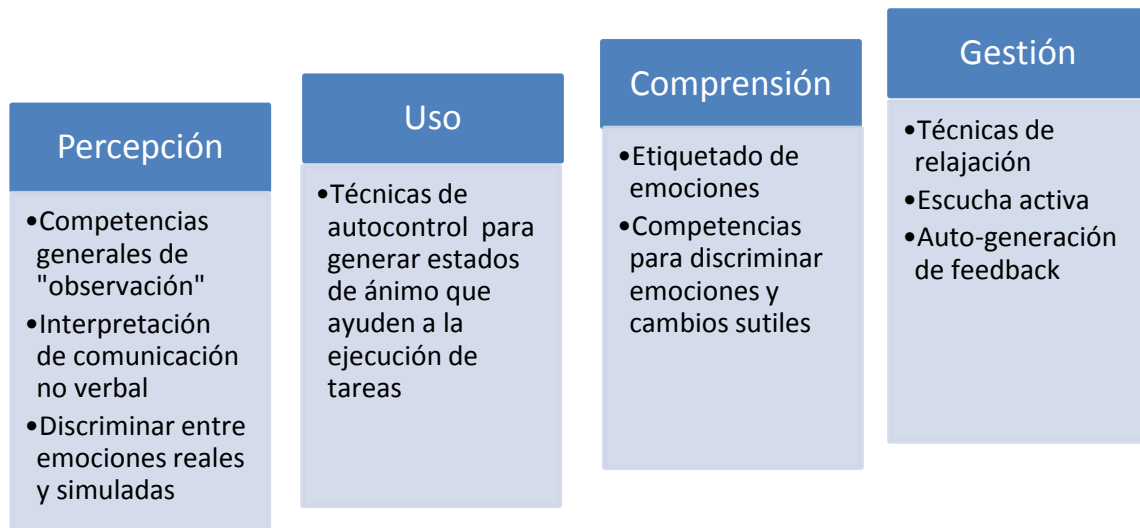 Percepción
•Competencias
generales de
"observación"
•Interpretación
de comunicación
no verbal
•Discriminar entre
emociones reales
y simuladas
Uso
•Técnicas de
autocontrol para
generar estados
de ánimo que
ayuden a la
ejecución de
tareas
Comprensión
•Etiquetado de
emociones
•Competencias
para discriminar
emociones y
cambios sutiles
Gestión
•Técnicas de
relajación
•Escucha activa
•Auto-generación
de feedback